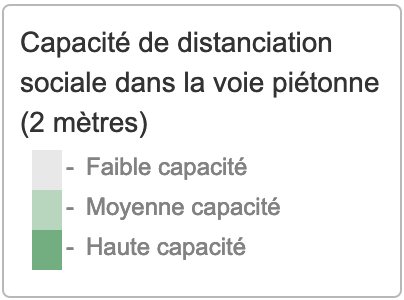 Capacité de distanciation
sociale dans la voie piétonne
(2 mètres)
- Faible capacité
- Moyenne capacité
- Haute capacité